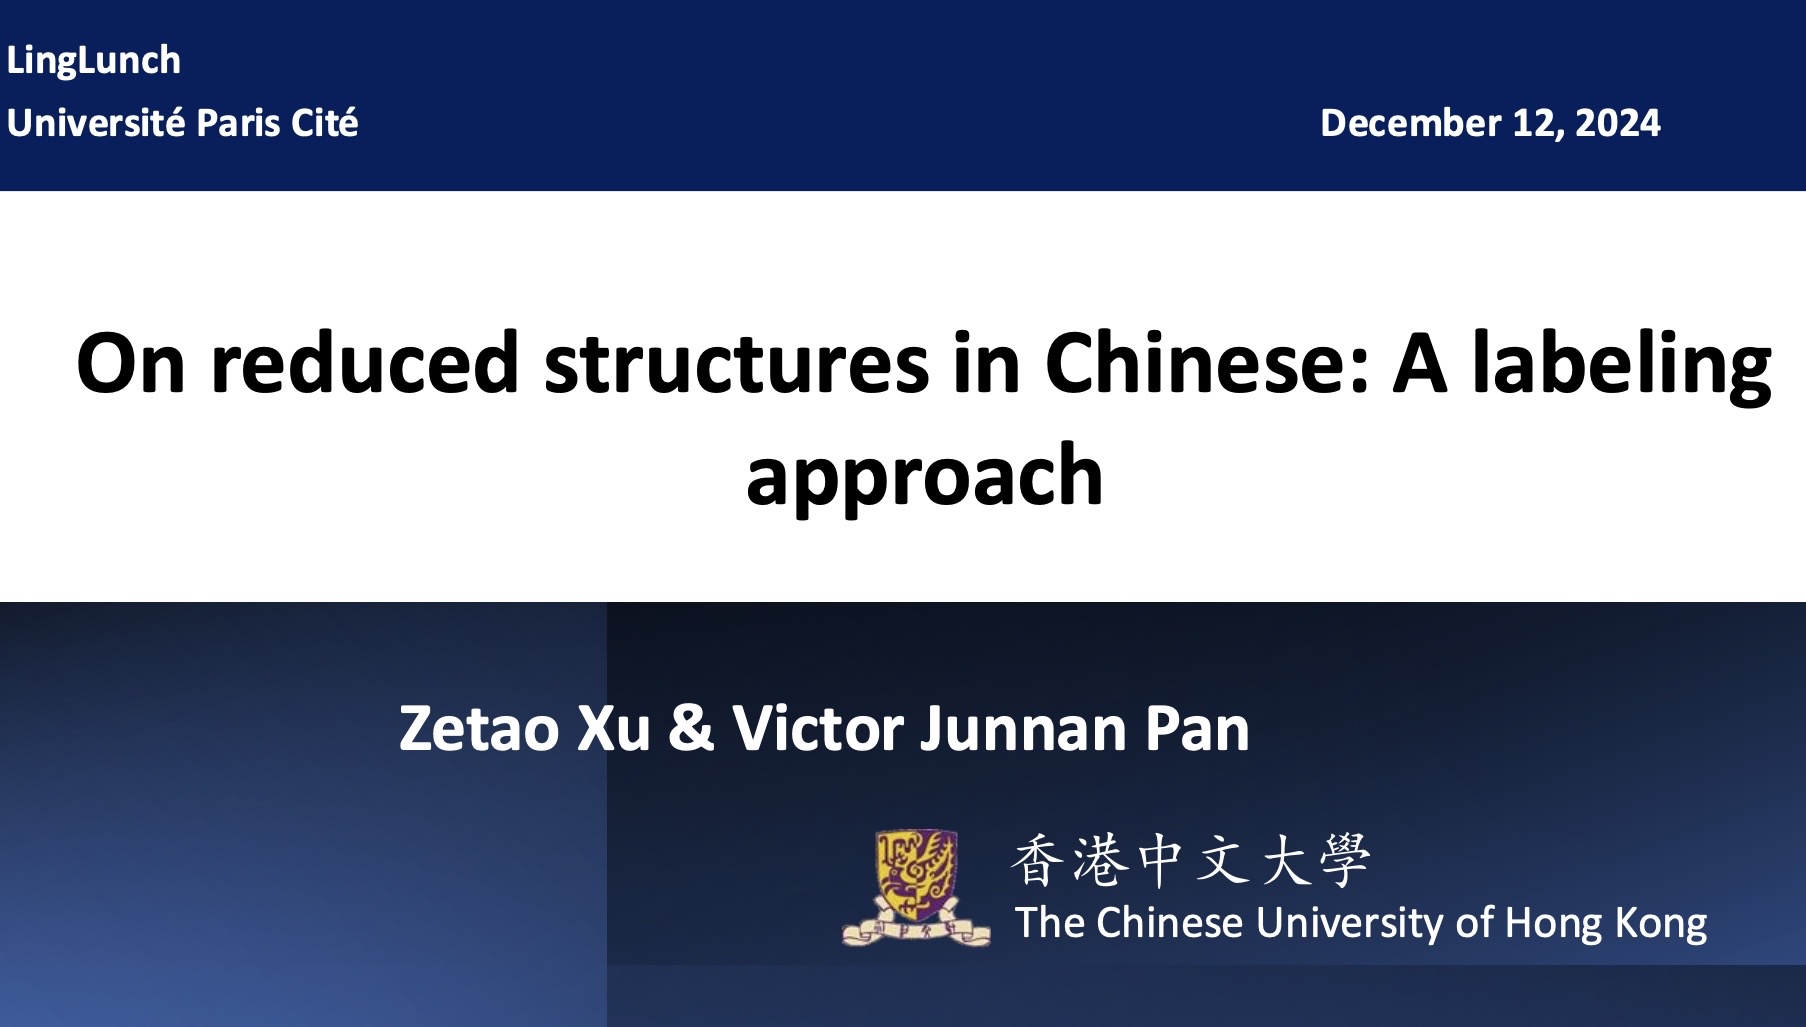 LingLunch
Université Paris Cité
December 12, 2024
On reduced structures in Chinese: A labeling
approach
Zetao Xu & Victor Junnan Pan
香港中文大學
The Chinese University of Hong Kong